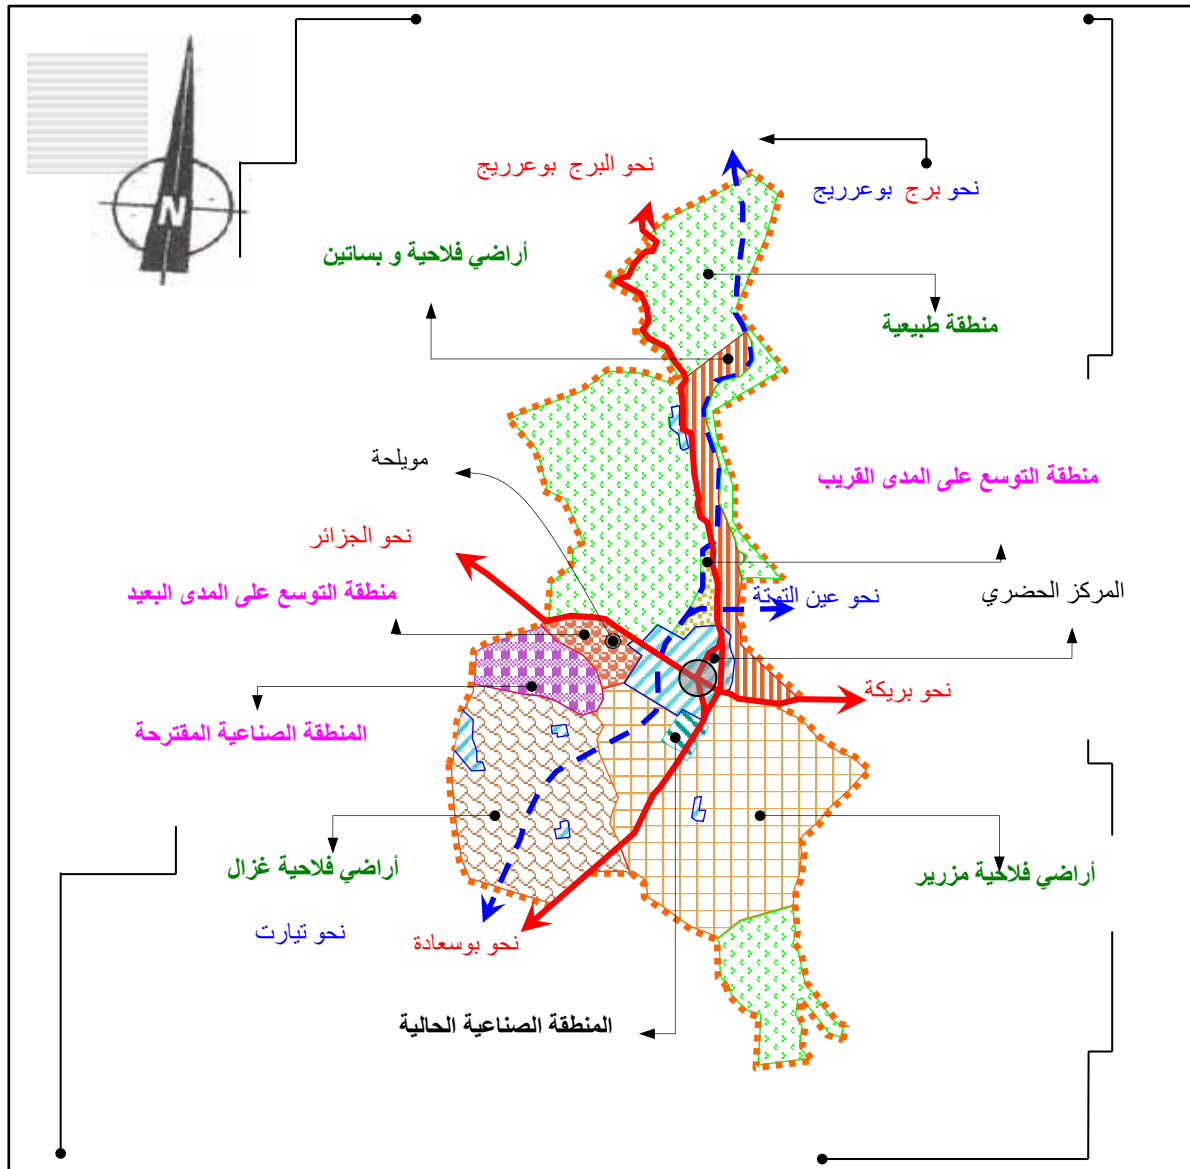 N
نحو البرج بوعرريج
نحو برج بوعرريج
أراضي فلاحية و بساتين
منطقة طبيعية
مويلحة
منطقة التوسع على المدى القريب
نحو الجزائر
المركز الحضري
منطقة التوسع على المدى البعيد
نحو عين التوتة
نحو بريكة
المنطقة الصناعية المقترحة
أراضي فلاحية غزال
أراضي فلاحية مزرير
نحو تيارت
نحو بوسعادة
المنطقة الصناعية الحالية